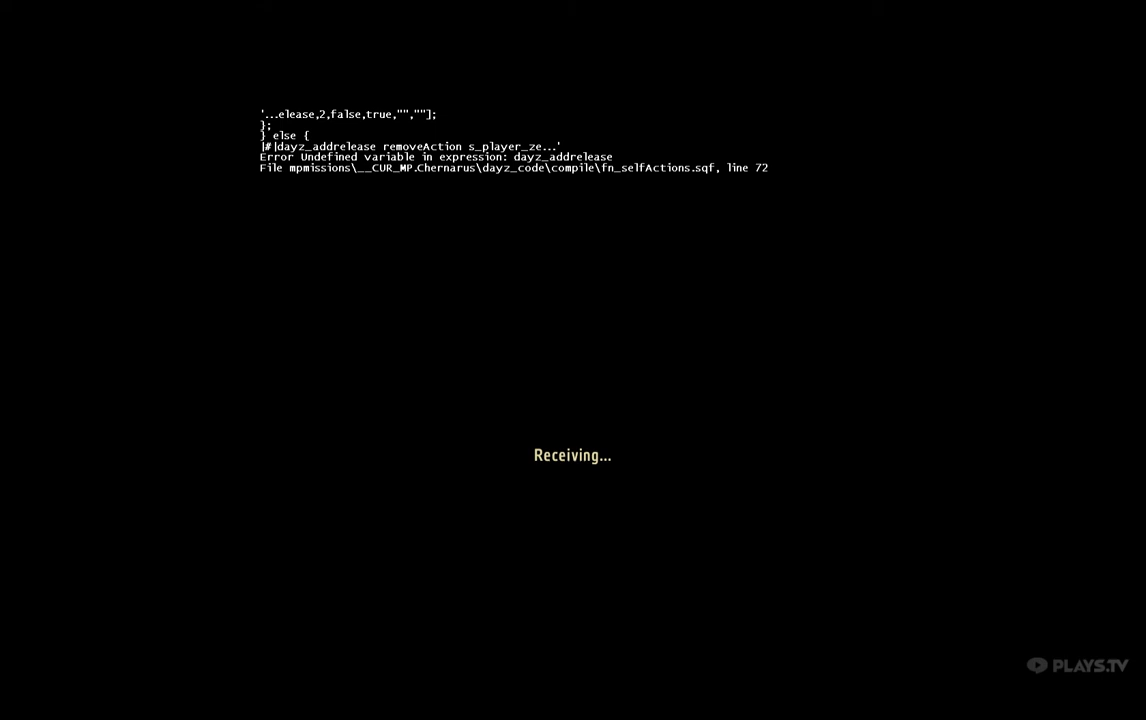 '...elease,2,false,true,"",""];
};
} else {
|#|dayz_addrelease removeAction s_player_ze...'
Error Undefined variable in expression: dayz_addrelease
File mpmissions\__CUR_MP.Chernarus\dayz_code\compile\fn_selfActions.sqf, line 72
Receiving...
PLAYS.TV